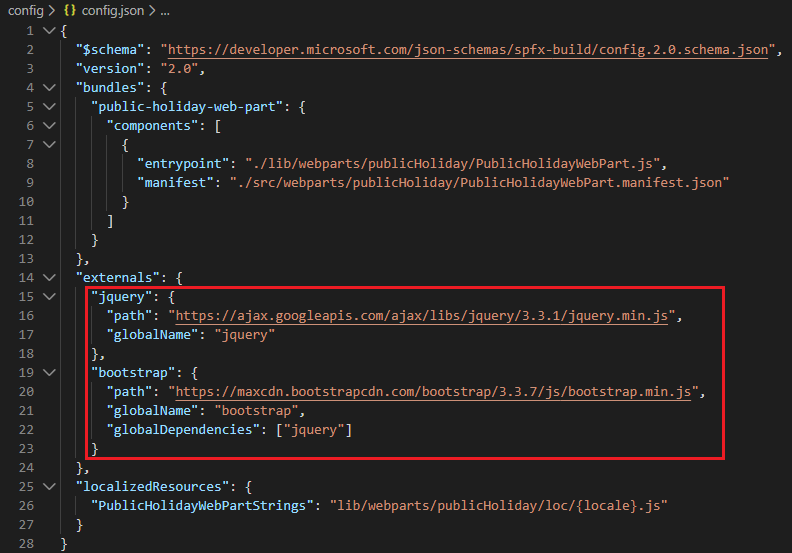 config > {} config.json > ...
1 {
2 "$schema": "https://developer.microsoft.com/json-schemas/spfx-build/config.2.0.schema.json",
3 "version": "2.0",
4 "bundles": {
5 "public-holiday-web-part": {
6 "components": [
7 {
8 "entrypoint": "./lib/webparts/publicHoliday/PublicHolidayWebPart.js",
9 "manifest": "./src/webparts/publicHoliday/PublicHolidayWebPart.manifest.json"
10 }
11 ]
12 }
13 },
14 "externals": {
15 "jquery": {
16 "path": "https://ajax.googleapis.com/ajax/libs/jquery/3.3.1/jquery.min.js",
17 "globalName": "jquery"
18 },
19 "bootstrap": {
20 "path": "https://maxcdn.bootstrapcdn.com/bootstrap/3.3.7/js/bootstrap.min.js",
21 "globalName": "bootstrap",
22 "globalDependencies": ["jquery"]
23 }
24 },
25 "localizedResources": {
26 "PublicHolidayWebPartStrings": "lib/webparts/publicHoliday/loc/{locale}.js"
27 }
28 }